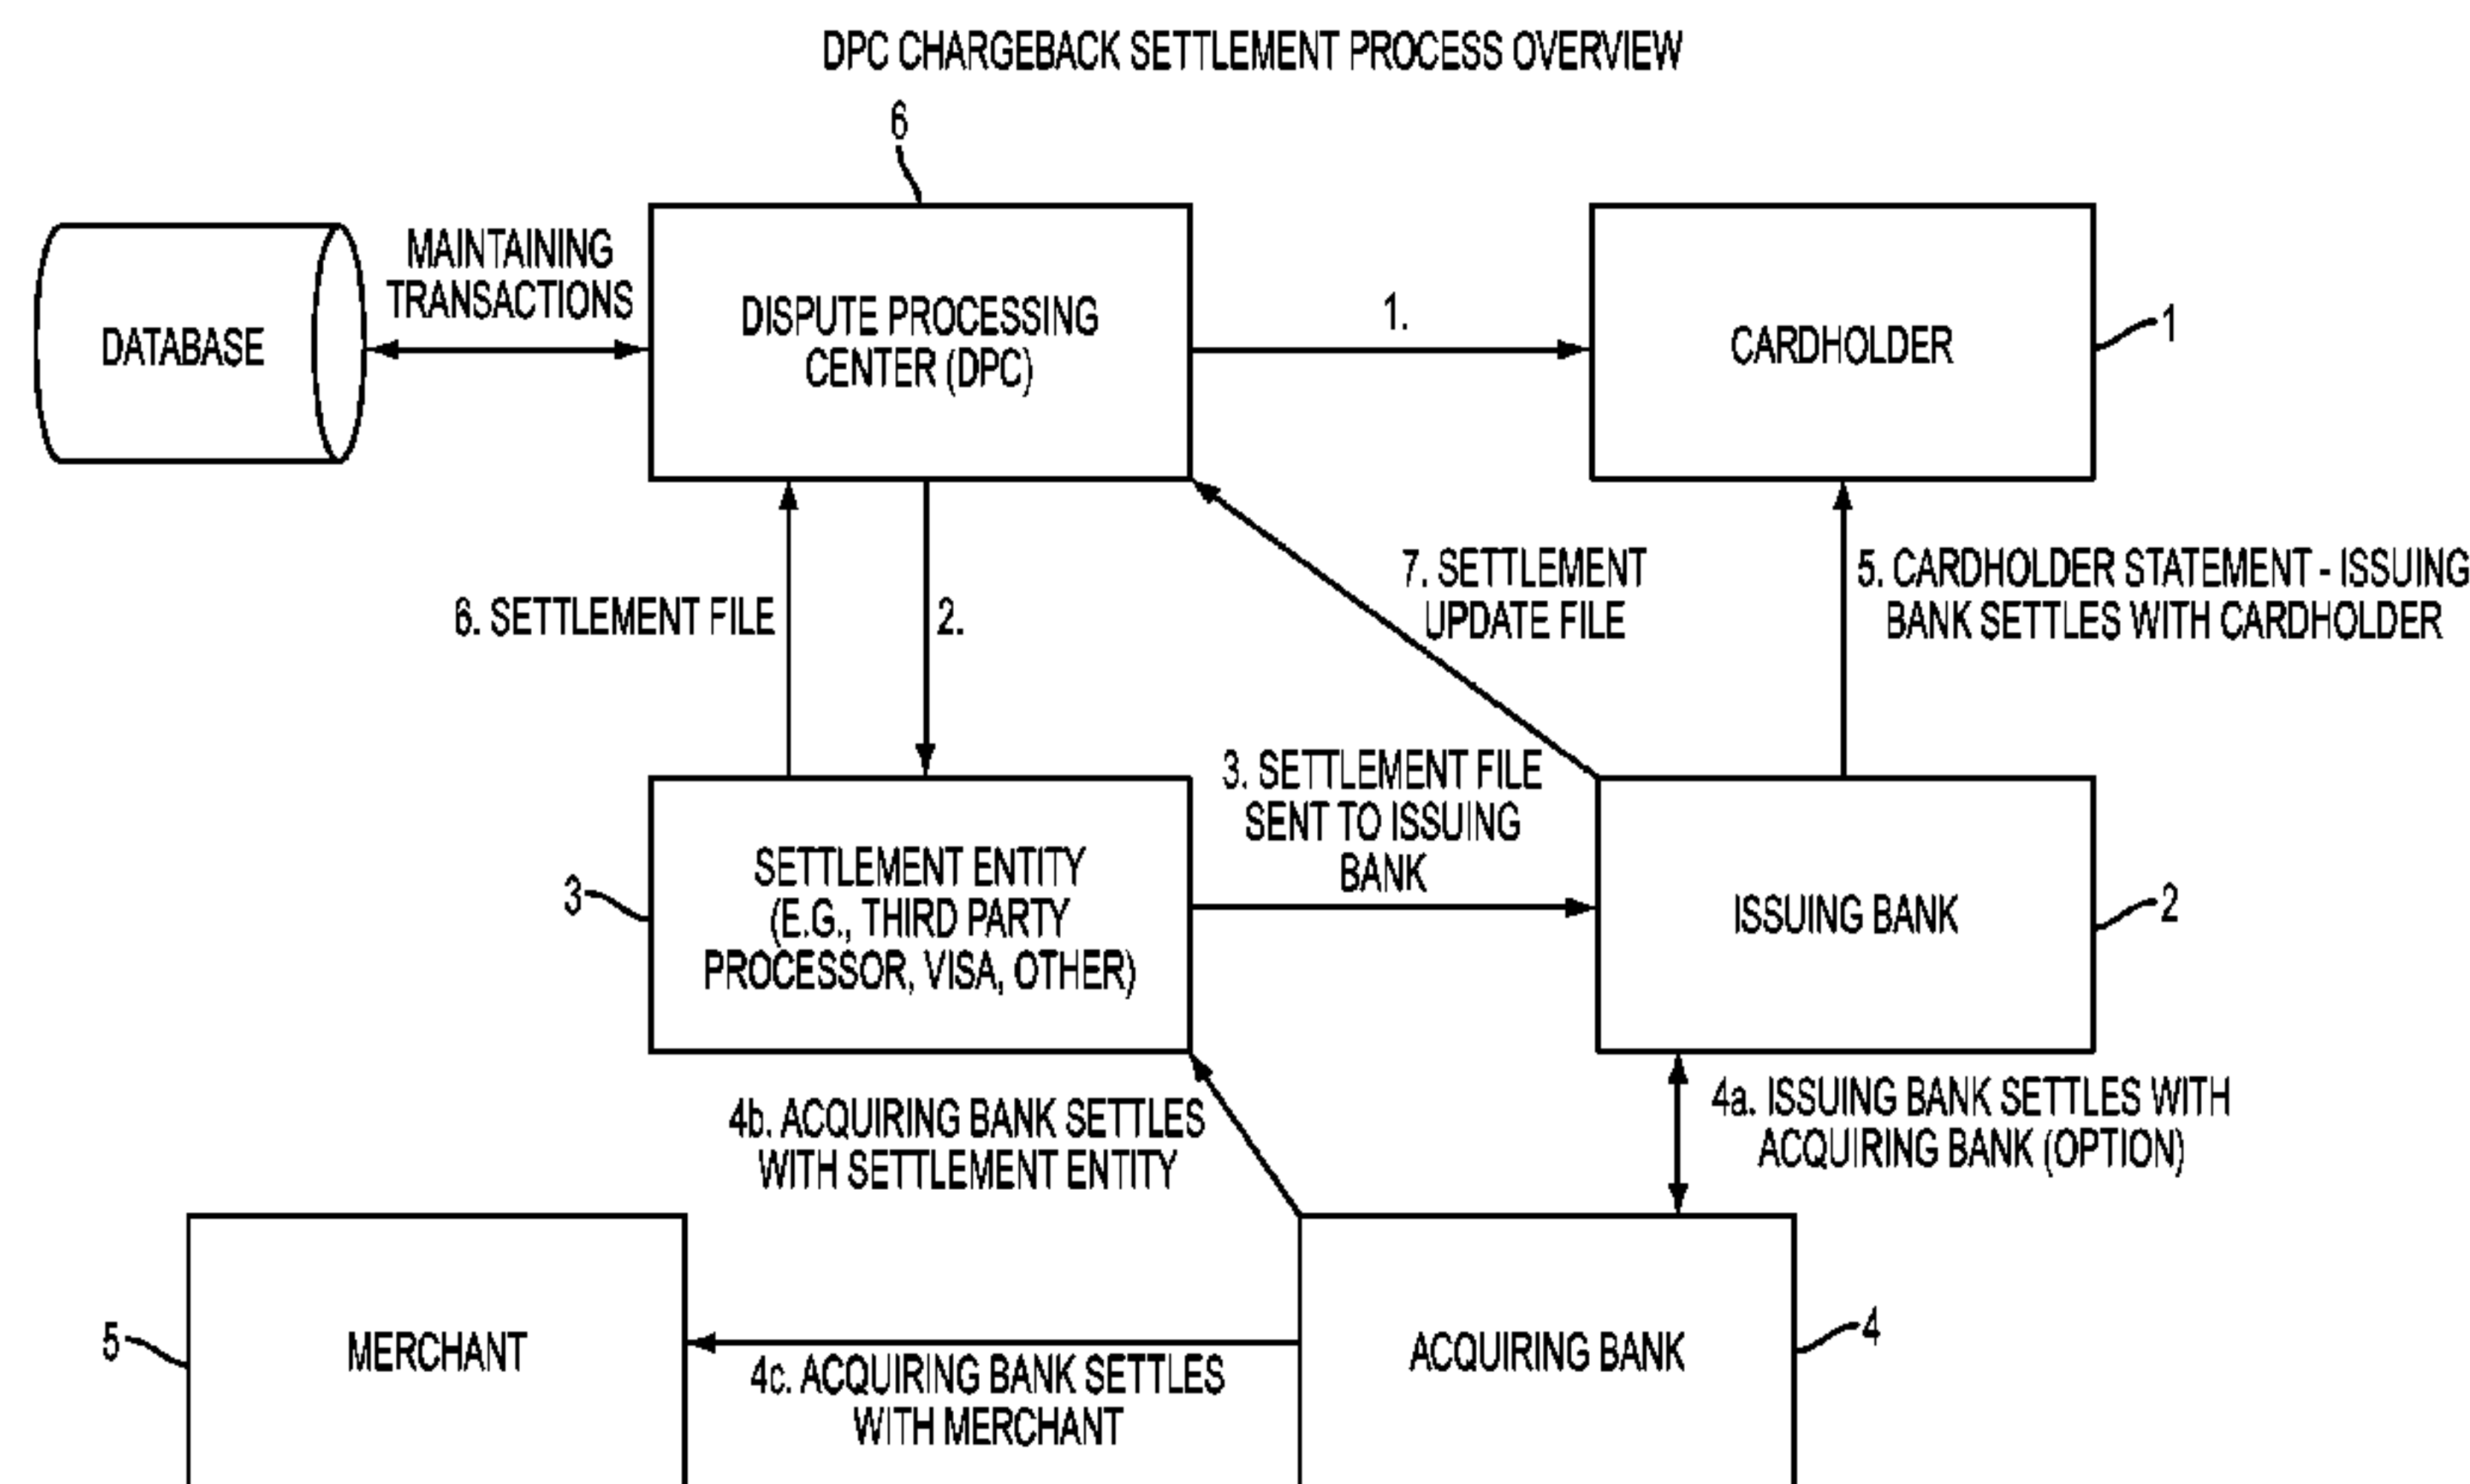 DPC CHARGEBACK SETTLEMENT PROCESS OVERVIEW
6
MAINTAINING
TRANSACTIONS
DATABASE
DISPUTE PROCESSING
CENTER (DPC)
1.
CARDHOLDER
1
6. SETTLEMENT FILE
2.
7. SETTLEMENT
UPDATE FILE
5. CARDHOLDER STATEMENT - ISSUING
BANK SETTLES WITH CARDHOLDER
3
SETTLEMENT ENTITY
(E.G., THIRD PARTY
PROCESSOR, VISA, OTHER)
3. SETTLEMENT FILE
SENT TO ISSUING
BANK
ISSUING BANK
2
4b. ACQUIRING BANK SETTLES
WITH SETTLEMENT ENTITY
4a. ISSUING BANK SETTLES WITH
ACQUIRING BANK (OPTION)
5
MERCHANT
4c. ACQUIRING BANK SETTLES
WITH MERCHANT
ACQUIRING BANK
4